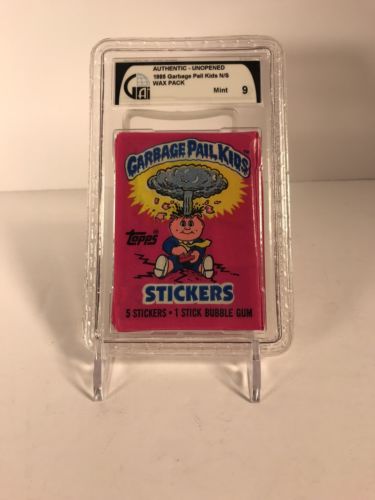 AUTHENTIC - UNOPENED
1985 Garbage Pail Kids N/S
WAX PACK
Mint 9
GAI
GARBAGE PAIL KIDS
Topps
STICKERS
5 STICKERS • 1 STICK BUBBLE GUM